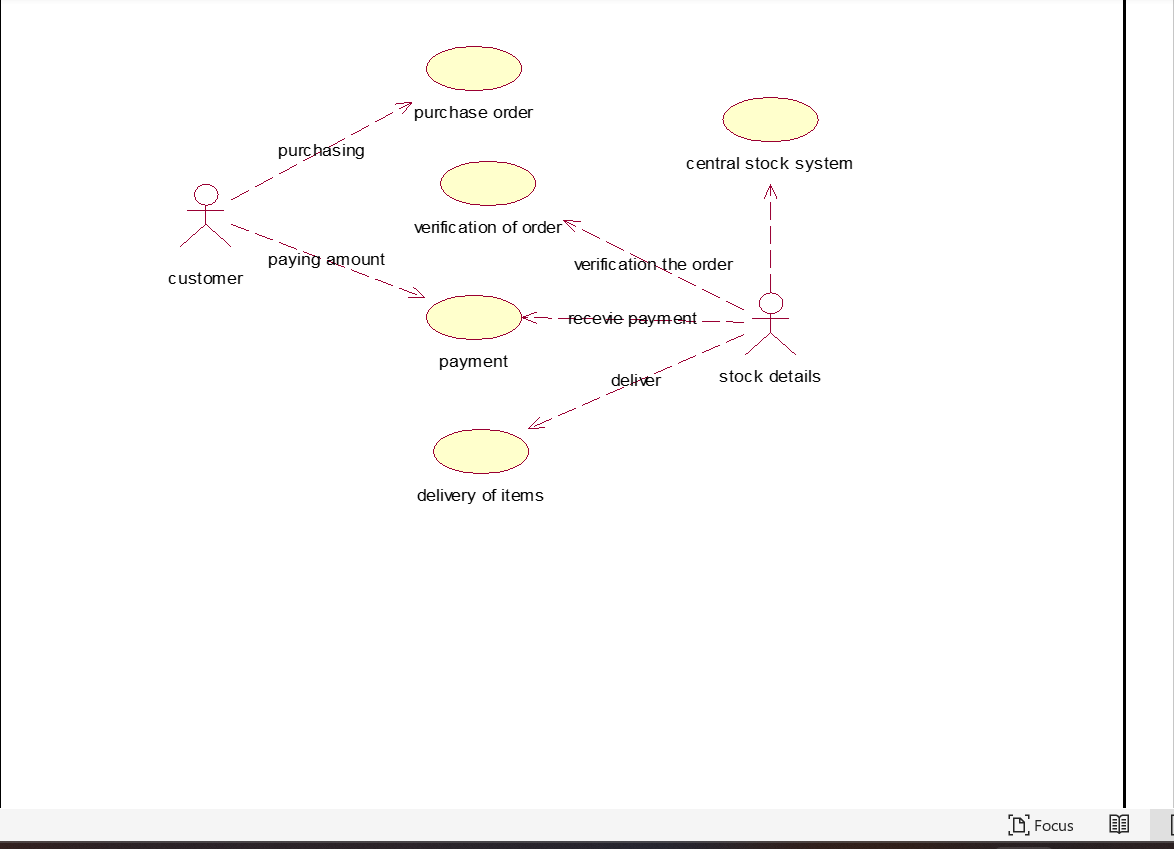 purchase order
central stock system
purchasing
verification of order
customer
paying amount
verification the order
recevie payment
payment
stock details
deliver
delivery of items
Focus